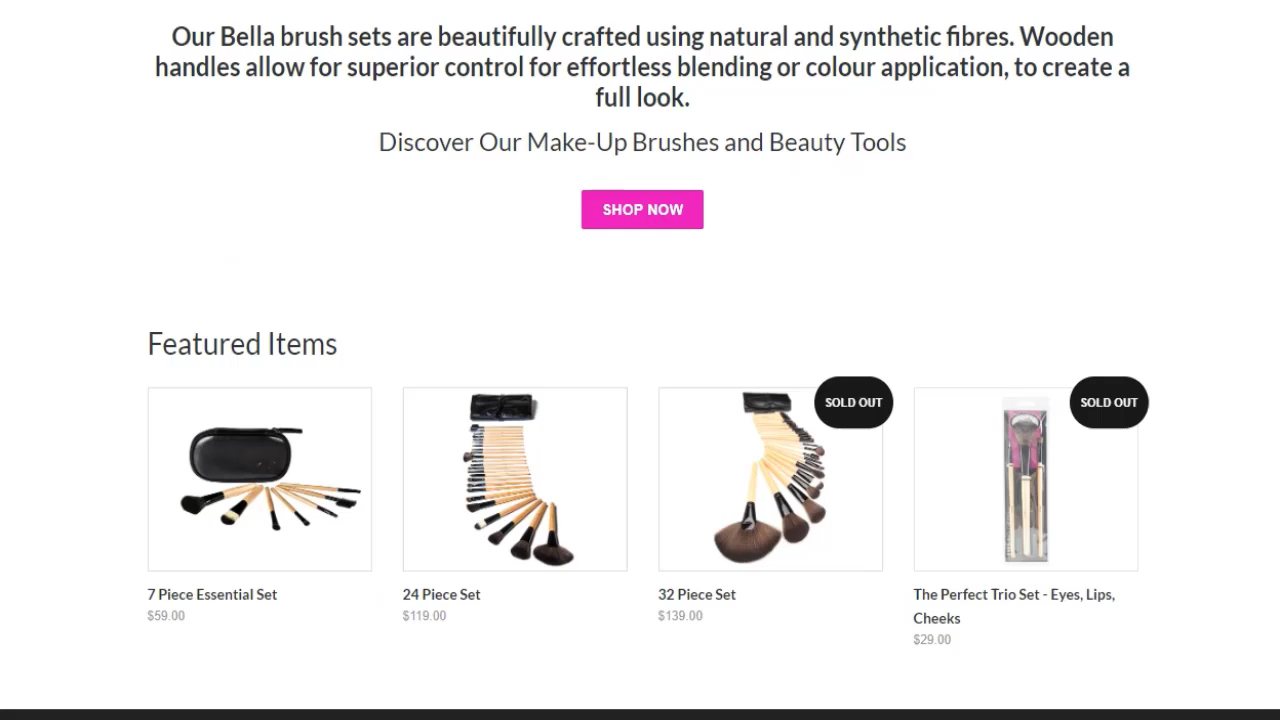 Our Bella brush sets are beautifully crafted using natural and synthetic fibres. Wooden
handles allow for superior control for effortless blending or colour application, to create a
full look.
Discover Our Make-Up Brushes and Beauty Tools
SHOP NOW
Featured Items
SOLD OUT
SOLD OUT
7 Piece Essential Set
$59.00
24 Piece Set
$119.00
32 Piece Set
$139.00
The Perfect Trio Set - Eyes, Lips,
Cheeks
$29.00